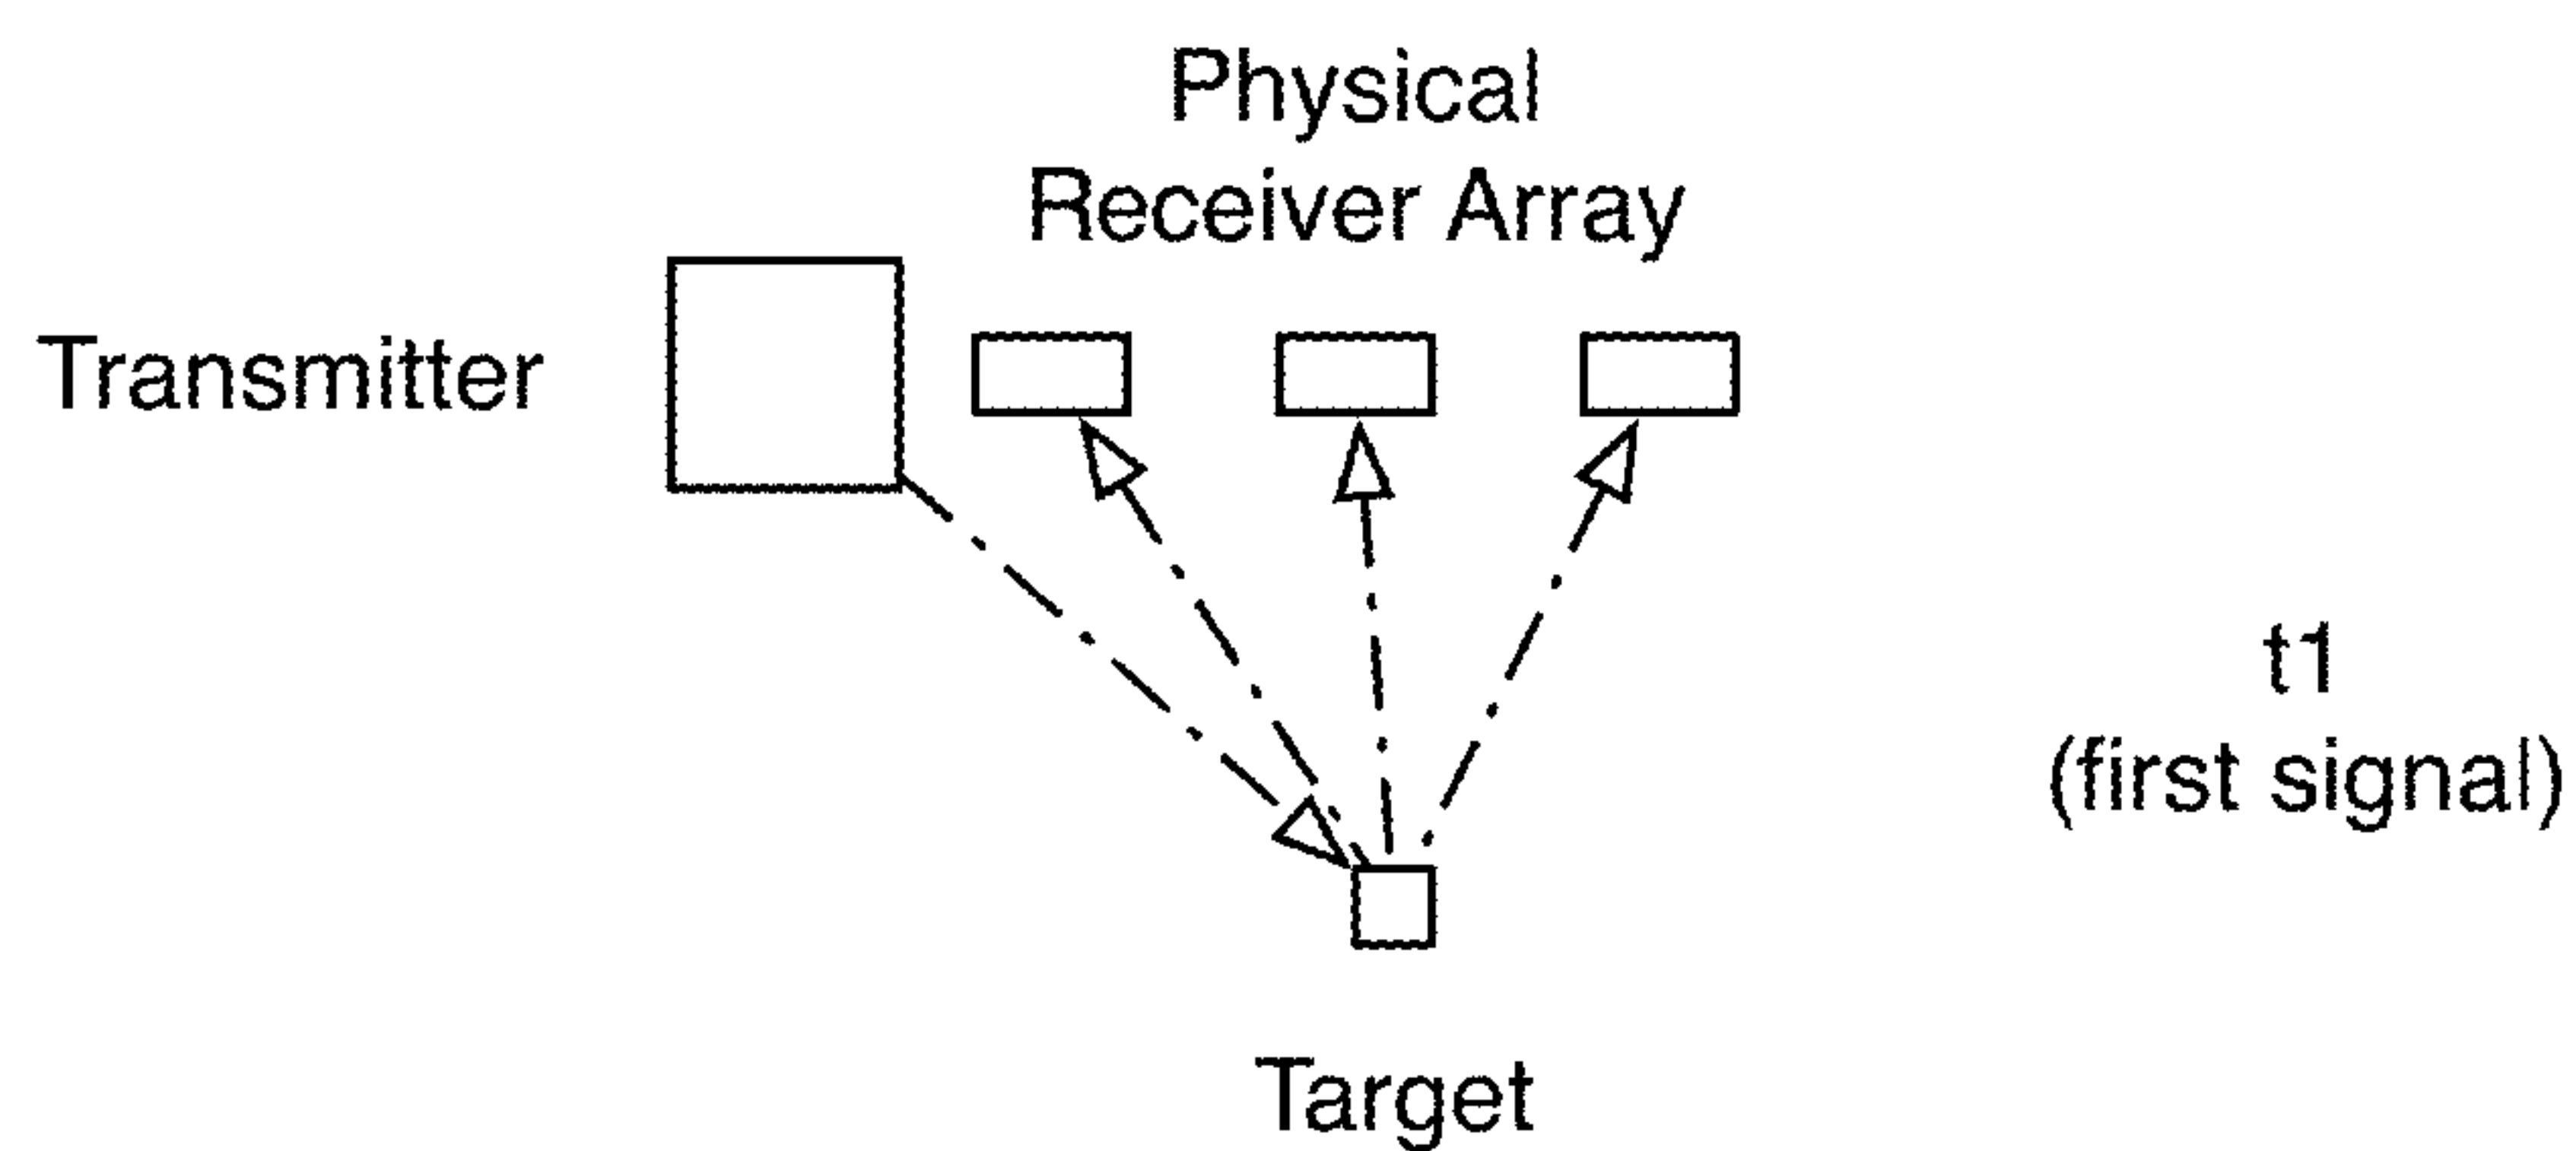 Physical
Receiver Array
Transmitter
t1
(first signal)
Target